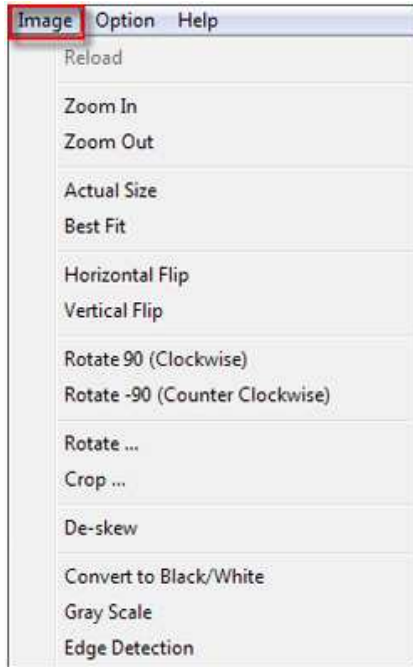 Image Option Help
Reload
Zoom In
Zoom Out
Actual Size
Best Fit
Horizontal Flip
Vertical Flip
Rotate 90 (Clockwise)
Rotate -90 (Counter Clockwise)
Rotate ...
Crop ...
De-skew
Convert to Black/White
Gray Scale
Edge Detection